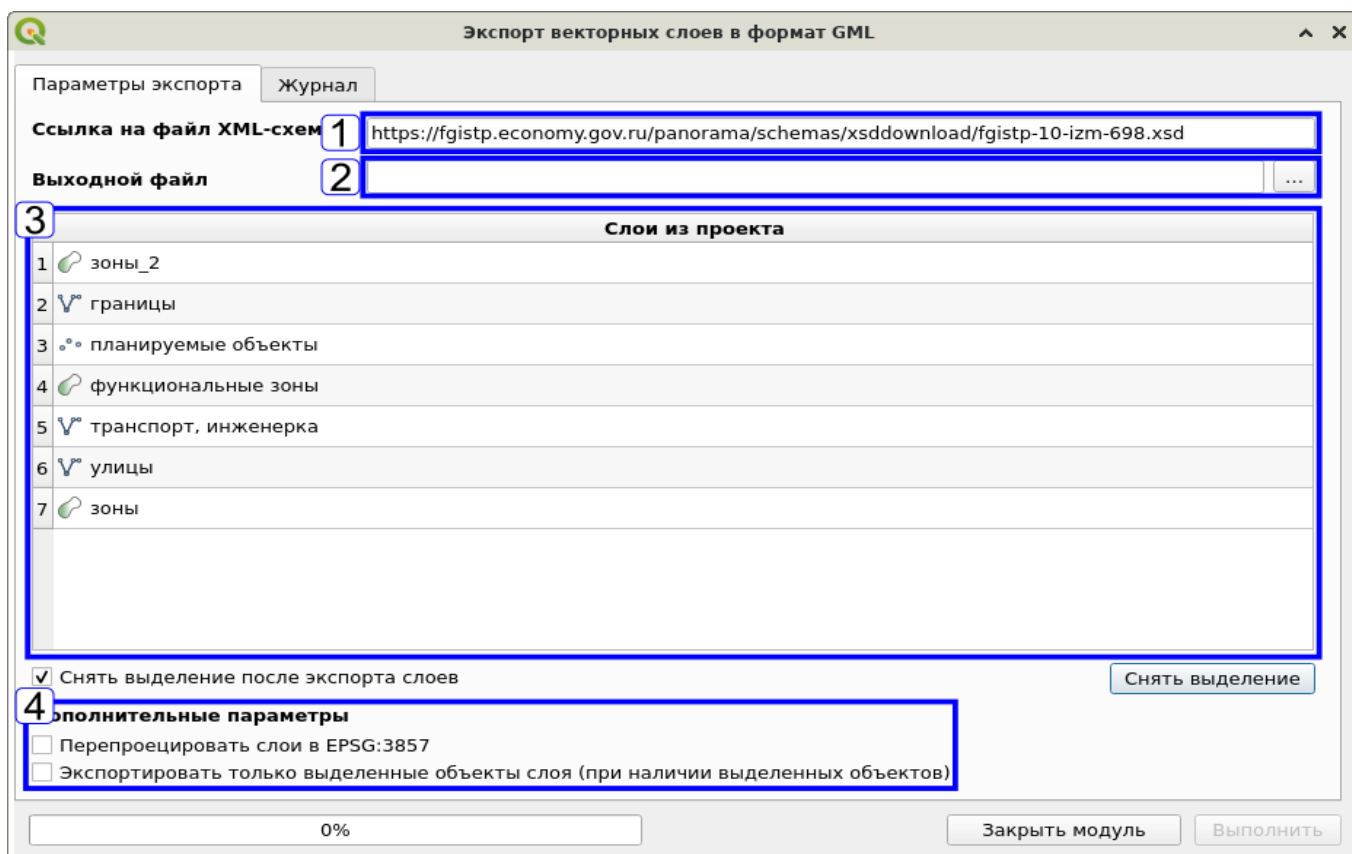 Экспорт векторных слоев в формат GML
Параметры экспорта Журнал
Ссылка на файл XML-схем 1 https://fgistp.economy.gov.ru/panorama/schemas/xsddownload/fgistp-10-izm-698.xsd
Выходной файл 2 ...
3 Слои из проекта
1 зоны_2
2 границы
3 планируемые объекты
4 функциональные зоны
5 транспорт, инженерка
6 улицы
7 зоны
Снять выделение после экспорта слоев Снять выделение
4 ополнительные параметры
Перепроецировать слои в EPSG:3857
Экспортировать только выделенные объекты слоя (при наличии выделенных объектов)
0% Закрыть модуль Выполнить